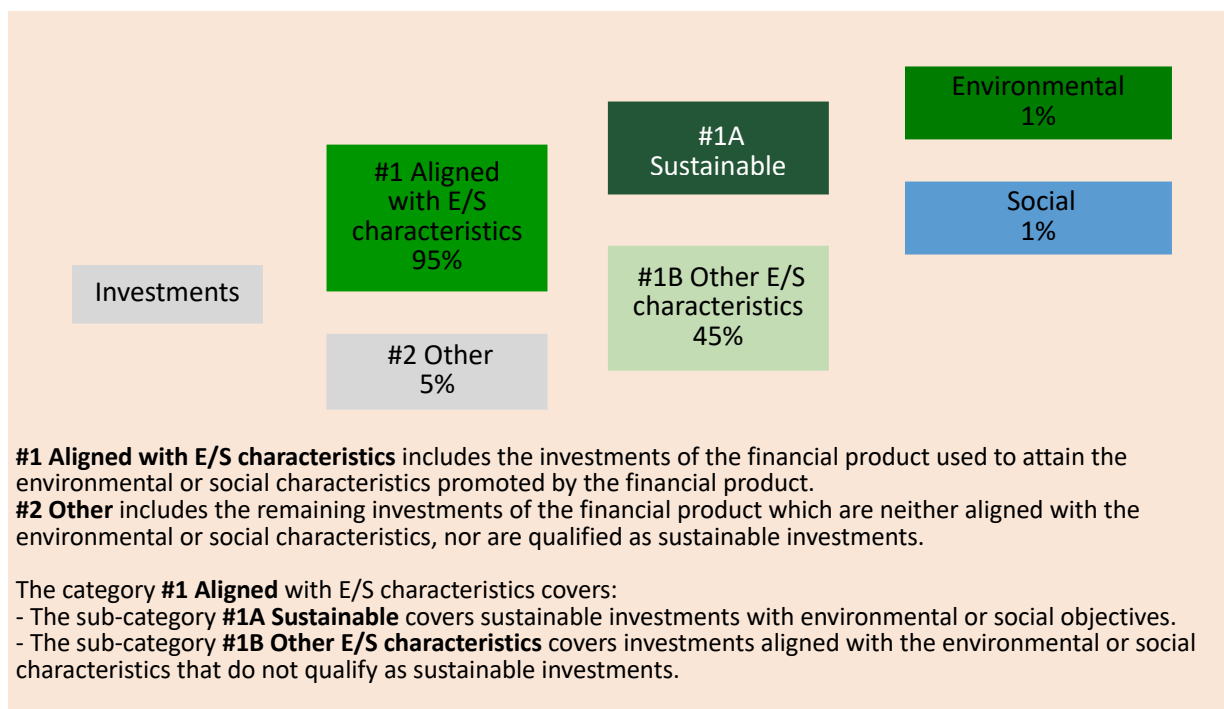 Investments
#1 Aligned
with E/S
characteristics
95%
#2 Other
5%
#1A
Sustainable
#1B Other E/S
characteristics
45%
Environmental
1%
Social
1%
#1 Aligned with E/S characteristics includes the investments of the financial product used to attain the
environmental or social characteristics promoted by the financial product.
#2 Other includes the remaining investments of the financial product which are neither aligned with the
environmental or social characteristics, nor are qualified as sustainable investments.
The category #1 Aligned with E/S characteristics covers:
- The sub-category #1A Sustainable covers sustainable investments with environmental or social objectives.
- The sub-category #1B Other E/S characteristics covers investments aligned with the environmental or social
characteristics that do not qualify as sustainable investments.